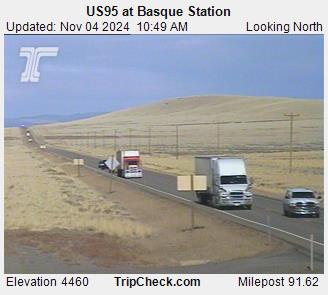 US95 at Basque Station
Updated: Nov 04 2024 10:49 AM Looking North
Elevation 4460 TripCheck.com Milepost 91.62